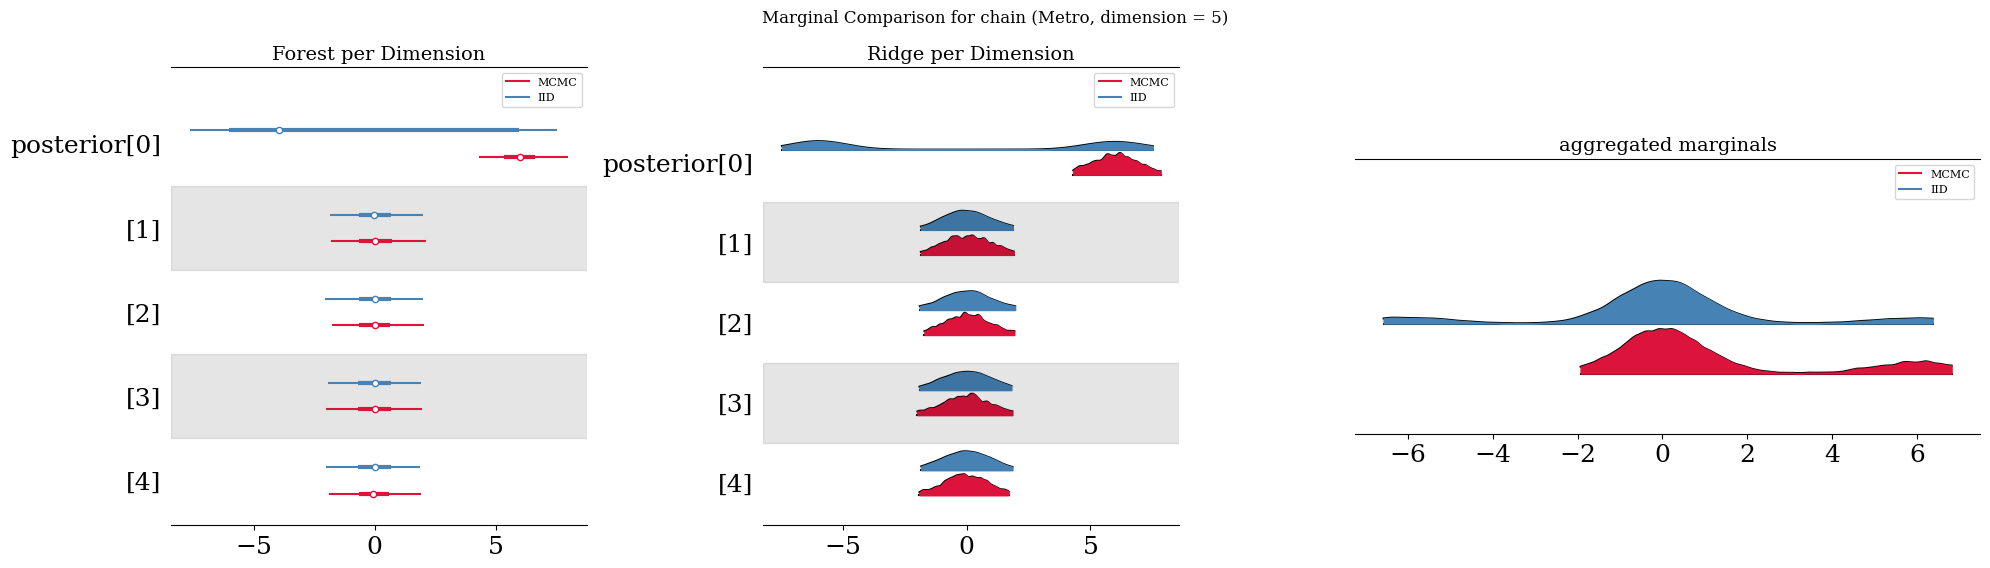 Marginal Comparison for chain (Metro, dimension = 5)
Forest per Dimension
MCMC
IID
posterior[0]
[1]
[2]
[3]
[4]
−5 0 5
Ridge per Dimension
MCMC
IID
posterior[0]
[1]
[2]
[3]
[4]
−5 0 5
aggregated marginals
MCMC
IID
−6 −4 −2 0 2 4 6